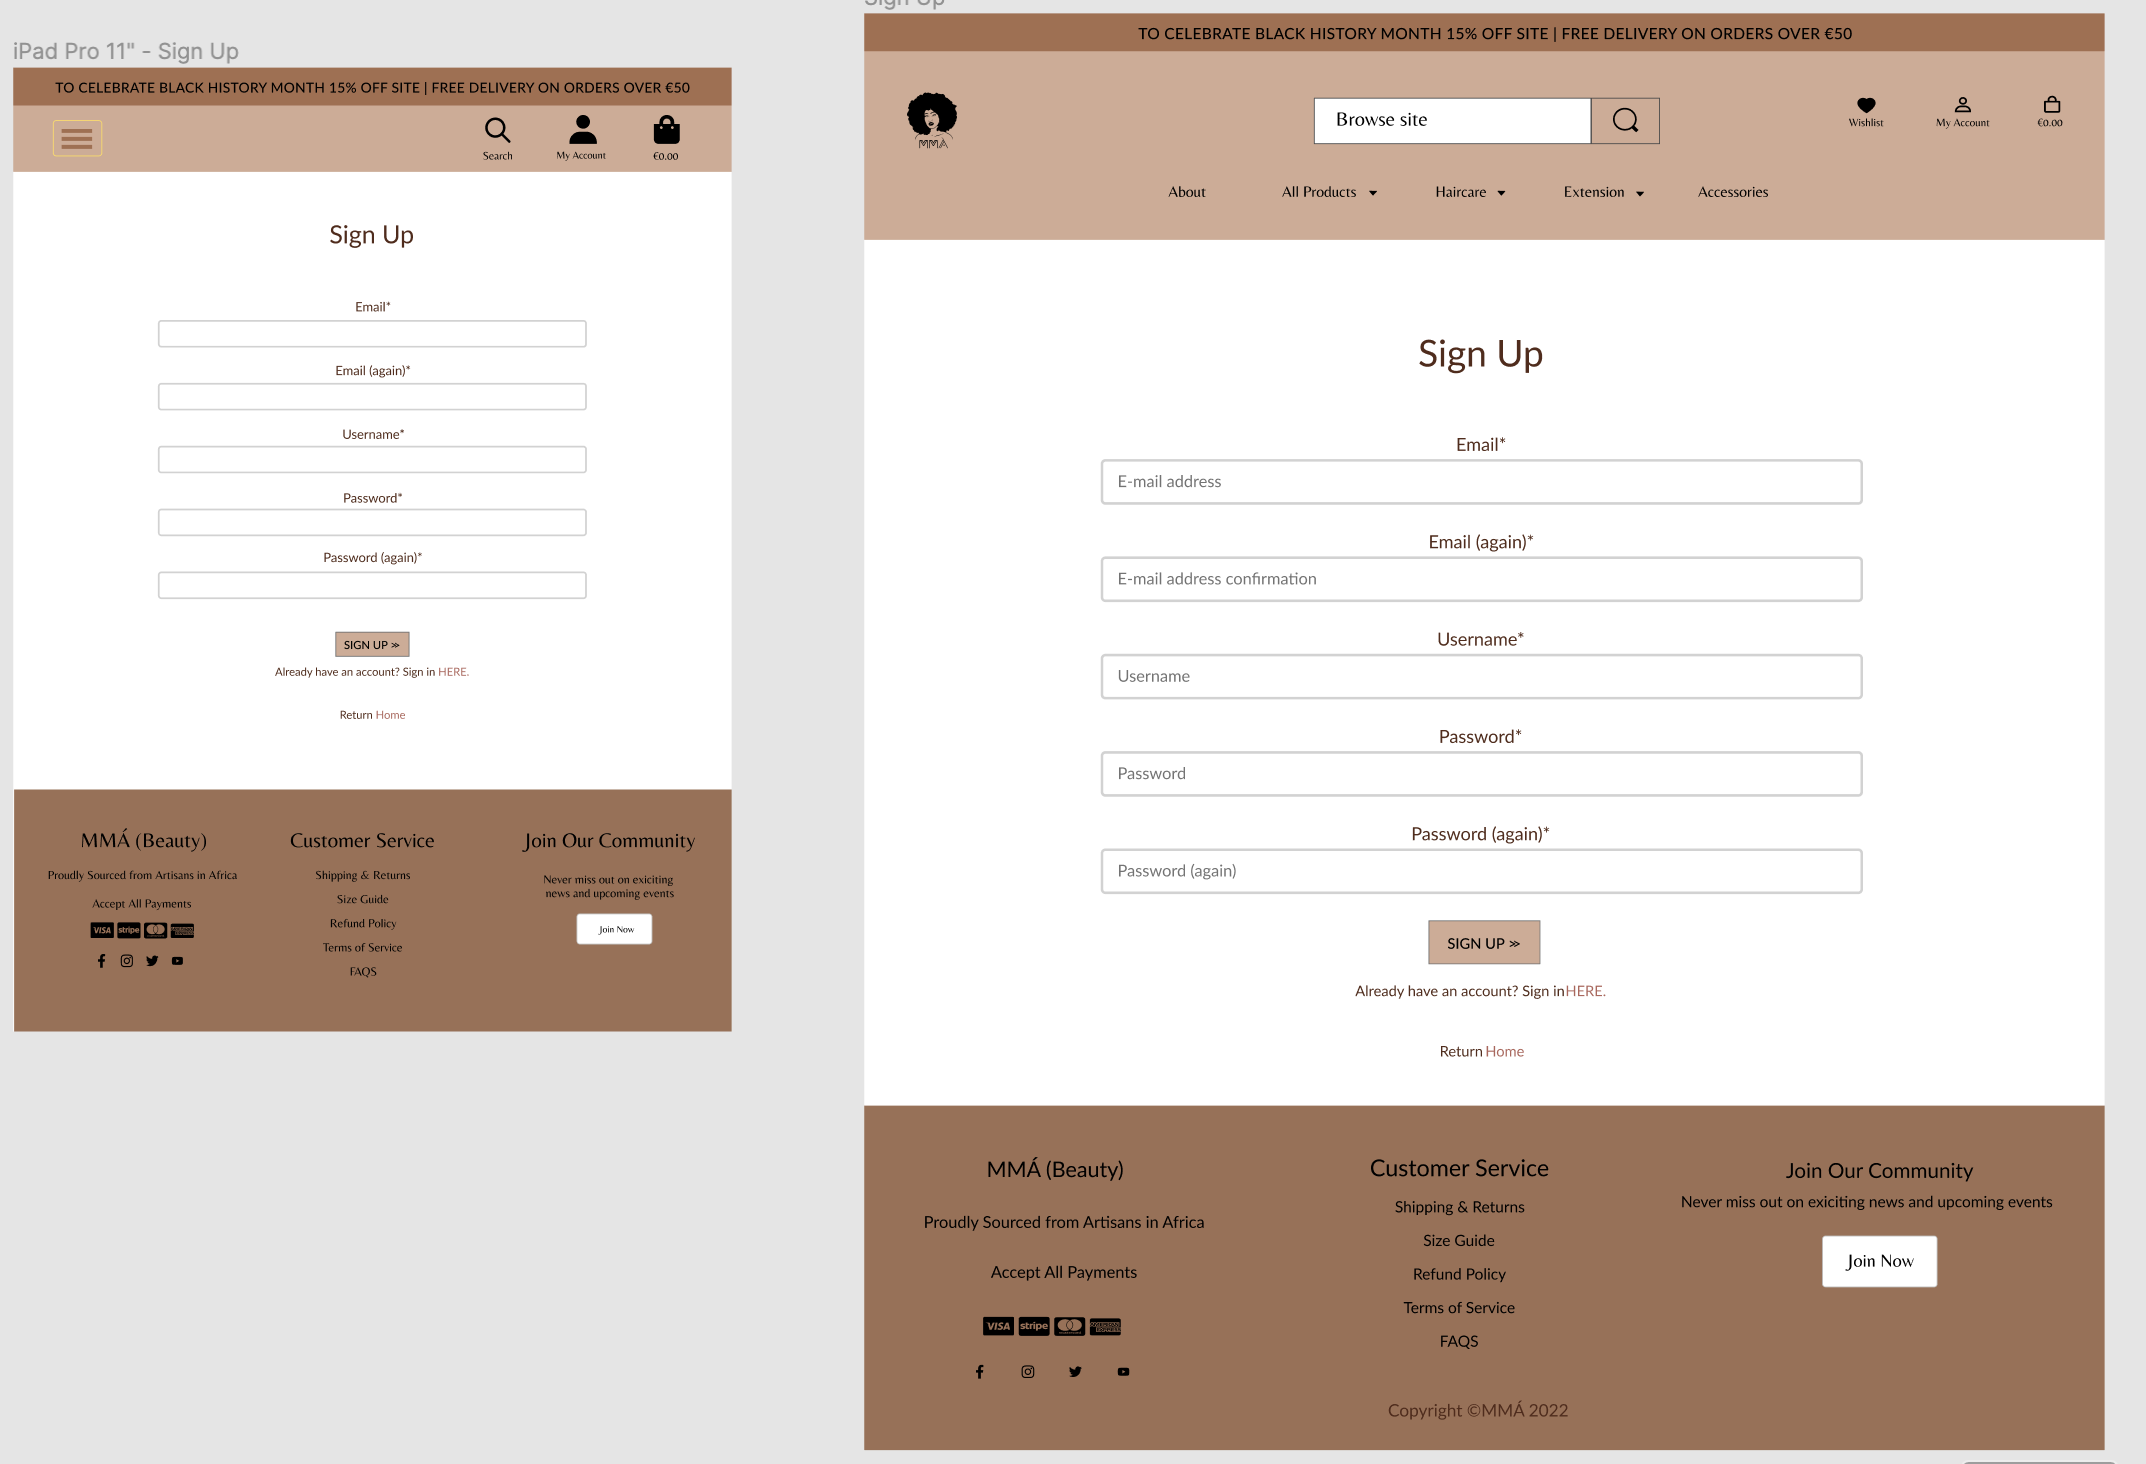 iPad Pro 11" - Sign Up
TO CELEBRATE BLACK HISTORY MONTH 15% OFF SITE | FREE DELIVERY ON ORDERS OVER €50
Search
My Account
€0.00
Sign Up
Email*
Email (again)*
Username*
Password*
Password (again)*
SIGN UP >>
Already have an account? Sign in HERE.
Return Home
MMÁ (Beauty)
Proudly Sourced from Artisans in Africa
Accept All Payments
VISA stripe
Customer Service
Shipping & Returns
Size Guide
Refund Policy
Terms of Service
FAQS
Join Our Community
Never miss out on exiciting
news and upcoming events
Join Now
Sign Up
TO CELEBRATE BLACK HISTORY MONTH 15% OFF SITE | FREE DELIVERY ON ORDERS OVER €50
MMA
Browse site
Wishlist
My Account
€0.00
About
All Products
Haircare
Extension
Accessories
Sign Up
Email*
E-mail address
Email (again)*
E-mail address confirmation
Username*
Username
Password*
Password
Password (again)*
Password (again)
SIGN UP >>
Already have an account? Sign in HERE.
Return Home
MMÁ (Beauty)
Proudly Sourced from Artisans in Africa
Accept All Payments
VISA stripe
Customer Service
Shipping & Returns
Size Guide
Refund Policy
Terms of Service
FAQS
Join Our Community
Never miss out on exiciting news and upcoming events
Join Now
Copyright ©MMÁ 2022